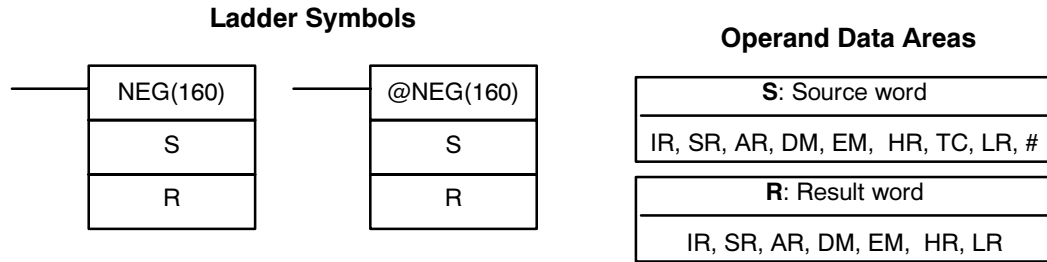 Ladder Symbols
NEG(160)
S
R
@NEG(160)
S
R
Operand Data Areas
S: Source word
IR, SR, AR, DM, EM, HR, TC, LR, #
R: Result word
IR, SR, AR, DM, EM, HR, LR